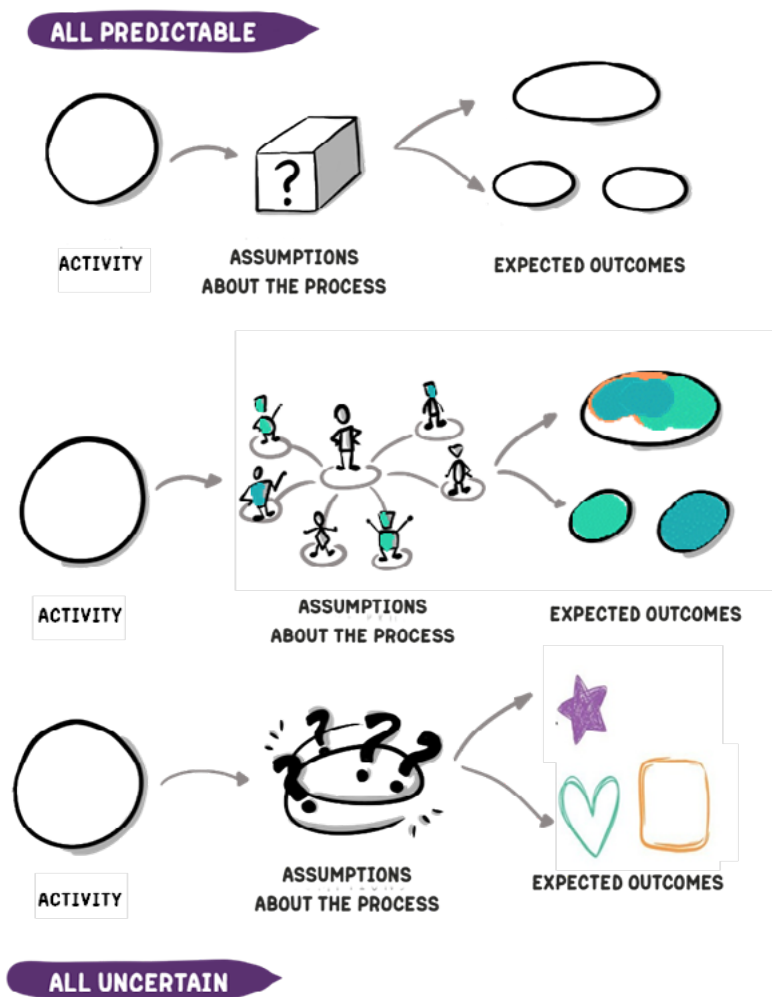 ALL PREDICTABLE
?
ACTIVITY
ASSUMPTIONS
ABOUT THE PROCESS
EXPECTED OUTCOMES
ACTIVITY
ASSUMPTIONS
ABOUT THE PROCESS
EXPECTED OUTCOMES
? ? ? ?
ACTIVITY
ASSUMPTIONS
ABOUT THE PROCESS
EXPECTED OUTCOMES
ALL UNCERTAIN